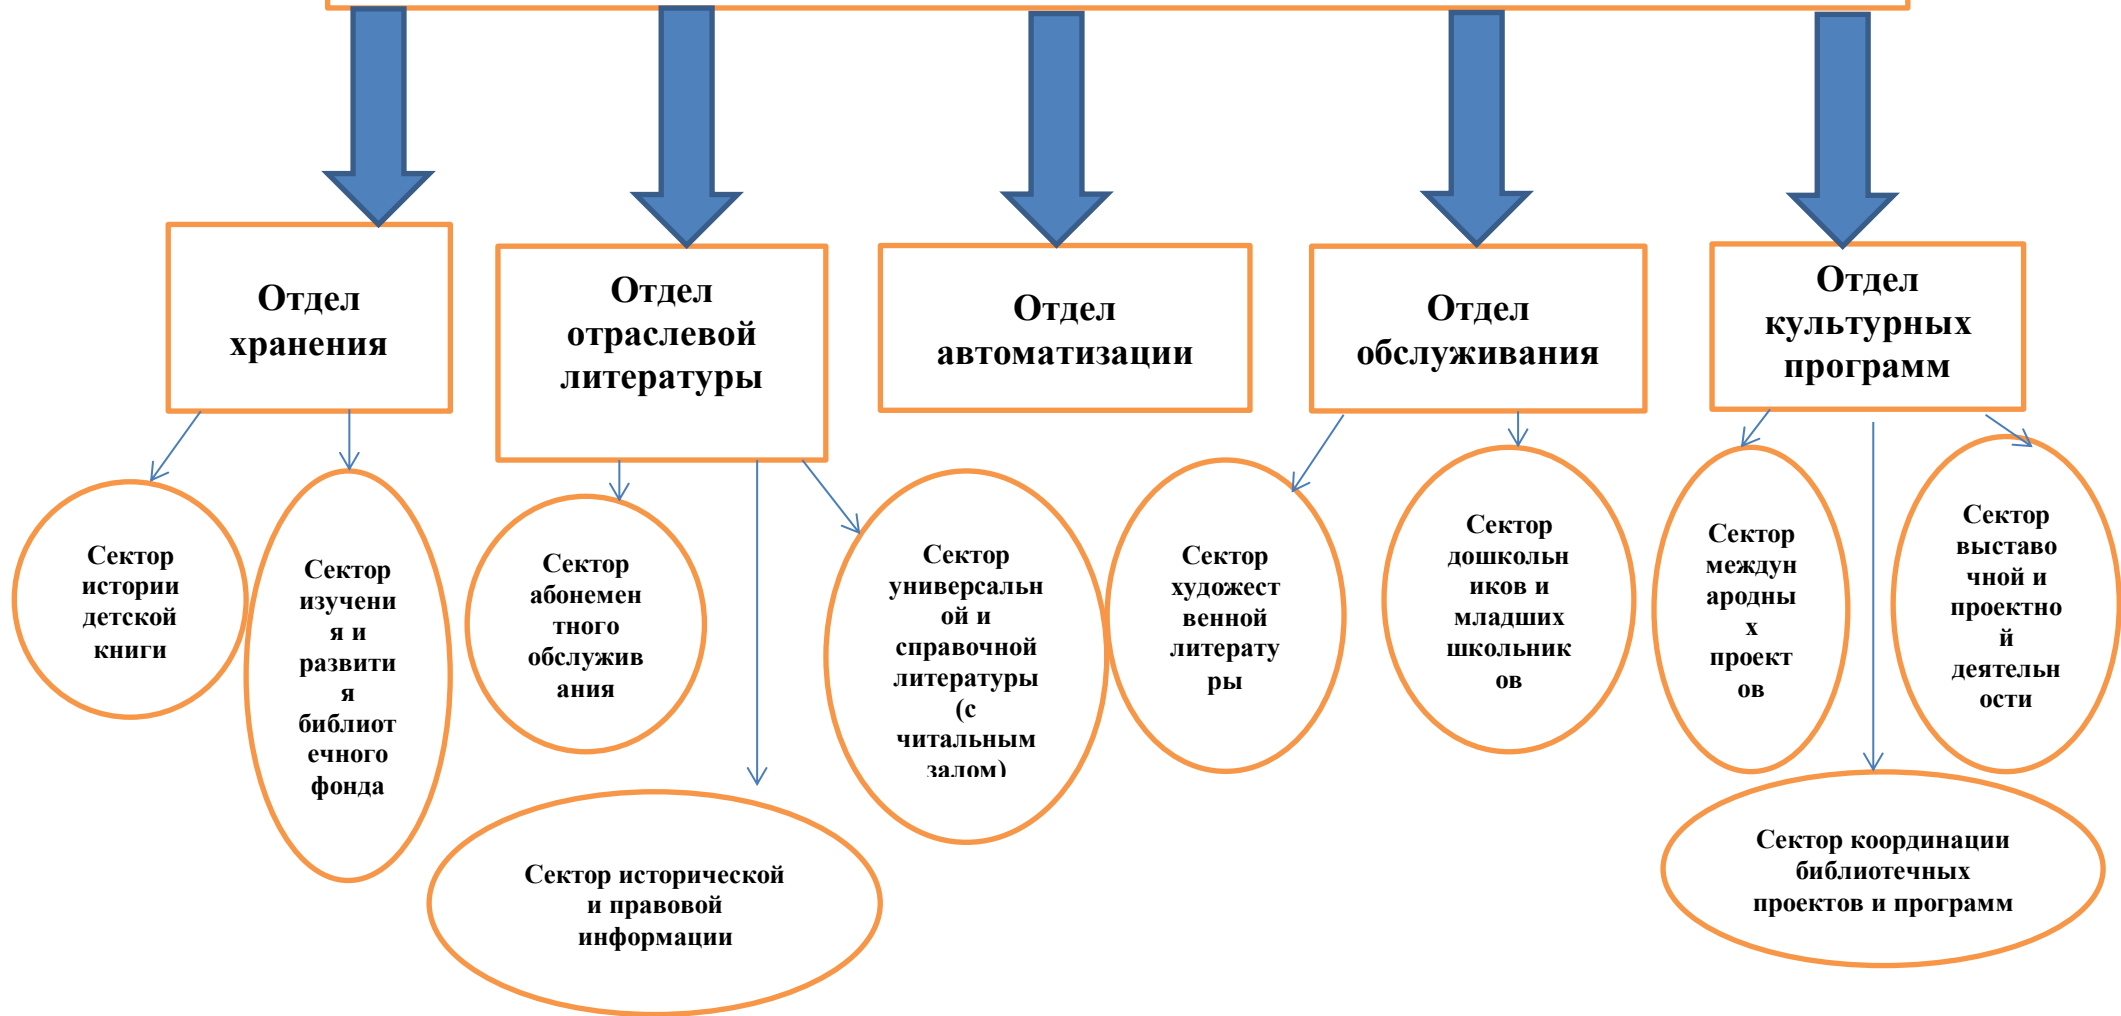 Отдел
хранения
Отдел
отраслевой
литературы
Отдел
автоматизации
Отдел
обслуживания
Отдел
культурных
программ
Сектор
истории
детской
книги
Сектор
изучени
я и
развити
я
библиот
ечного
фонда
Сектор
абонемен
тного
обслужив
ания
Сектор
универсальн
ой и
справочной
литературы
(с
читальным
залом)
Сектор
художест
венной
литерату
ры
Сектор
дошкольн
иков и
младших
школьник
ов
Сектор
междун
ародны
х
проект
ов
Сектор
выставо
чной и
проектно
й
деятельн
ости
Сектор исторической
и правовой
информации
Сектор координации
библиотечных
проектов и программ